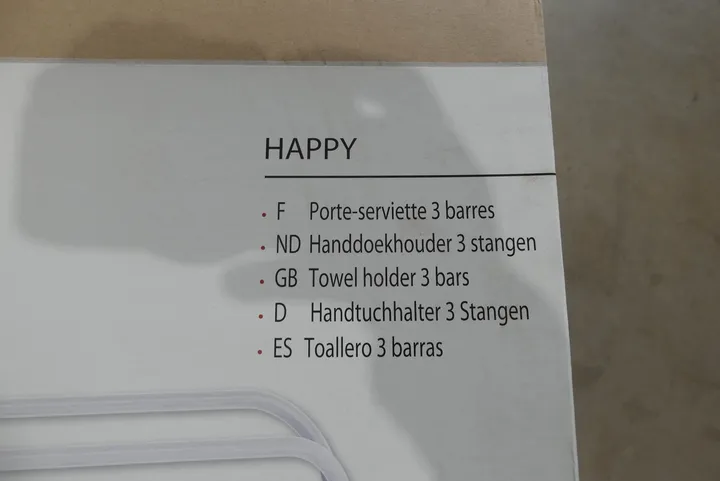 HAPPY
• F Porte-serviette 3 barres
• ND Handdoekhouder 3 stangen
• GB Towel holder 3 bars
• D Handtuchhalter 3 Stangen
• ES Toallero 3 barras